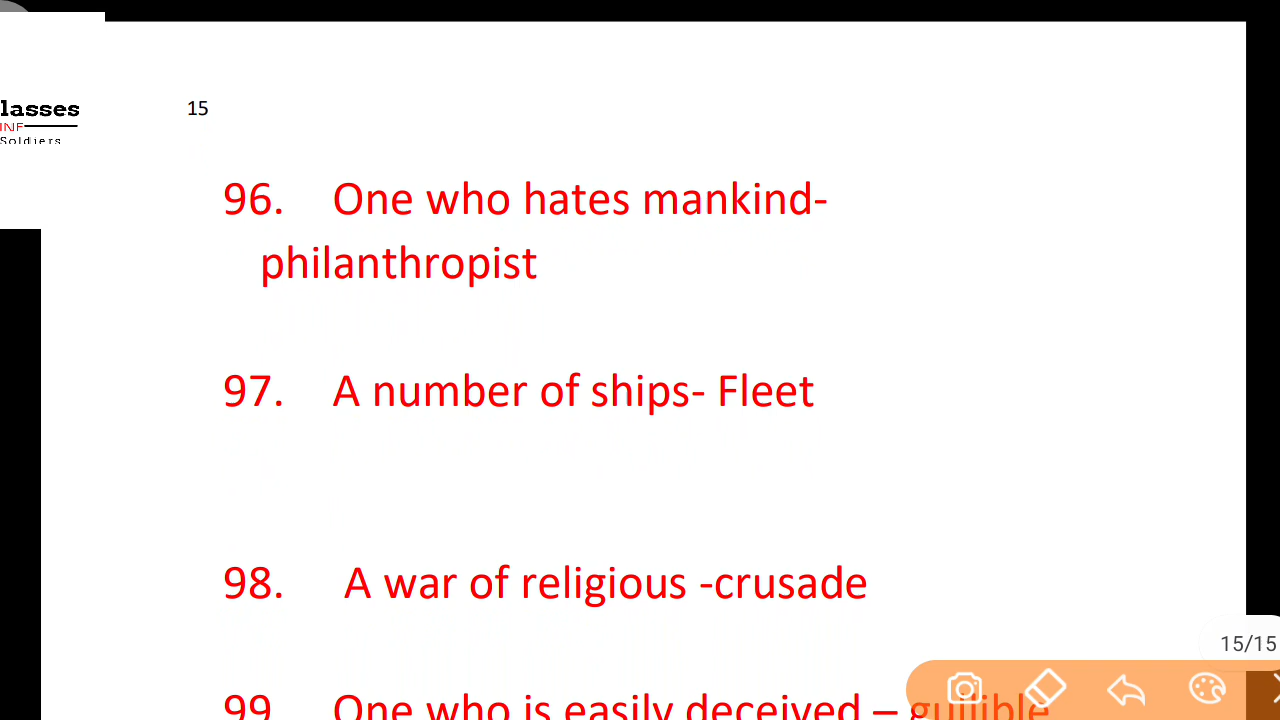 lasses
INF
Soldiers
15
96. One who hates mankind-
philanthropist
97. A number of ships- Fleet
98. A war of religious -crusade
15/15
99 One who is easily deceived – gullible